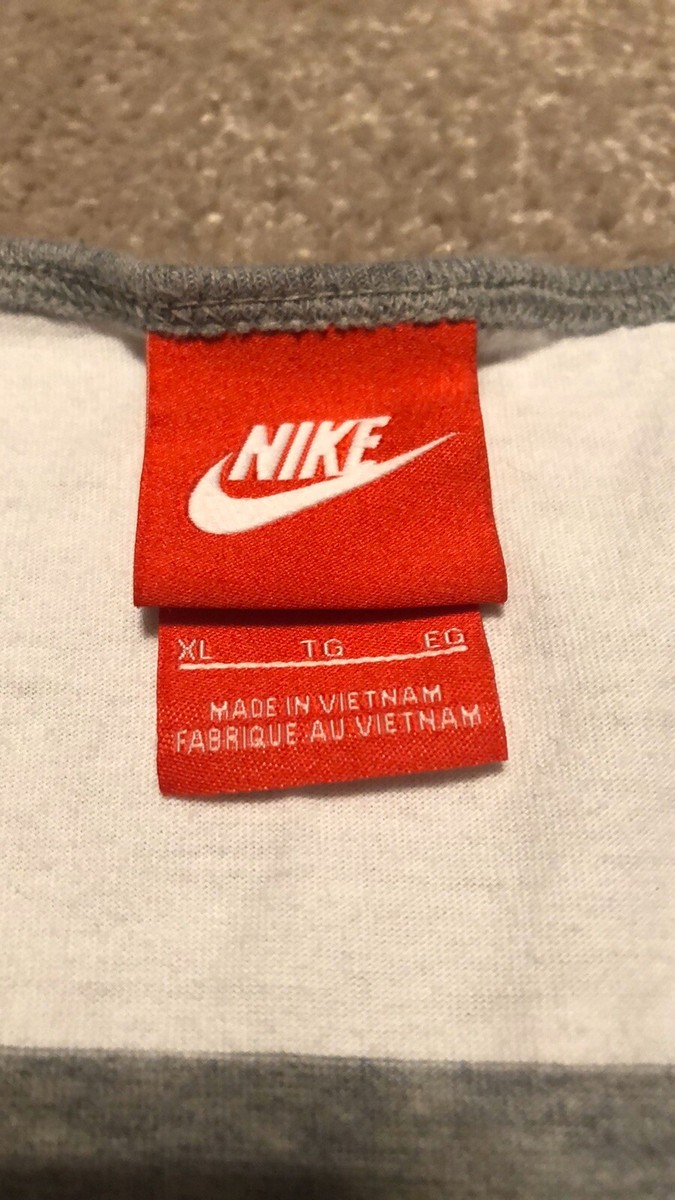 NIKE
XL TG EG
MADE IN VIETNAM
FABRIQUE AU VIETNAM